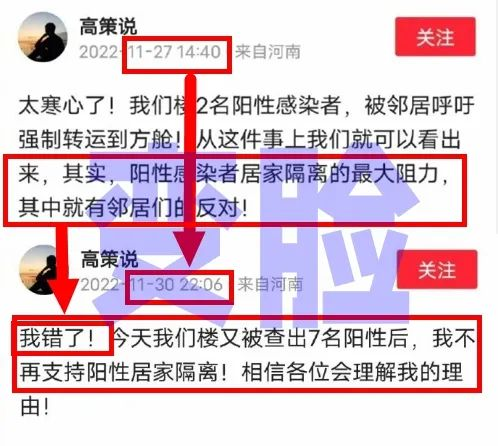 高策说
2022-11-27 14:40 来自河南
关注
太寒心了！我们楼2名阳性感染者，被邻居呼吁
强制转运到方舱！从这件事上我们就可以看出
来，其实，阳性感染者居家隔离的最大阻力，
其中就有邻居们的反对！
变脸
高策说
2022-11-30 22:06 来自河南
关注
我错了！今天我们楼又被查出7名阳性后，我不
再支持阳性居家隔离！相信各位会理解我的理
由！